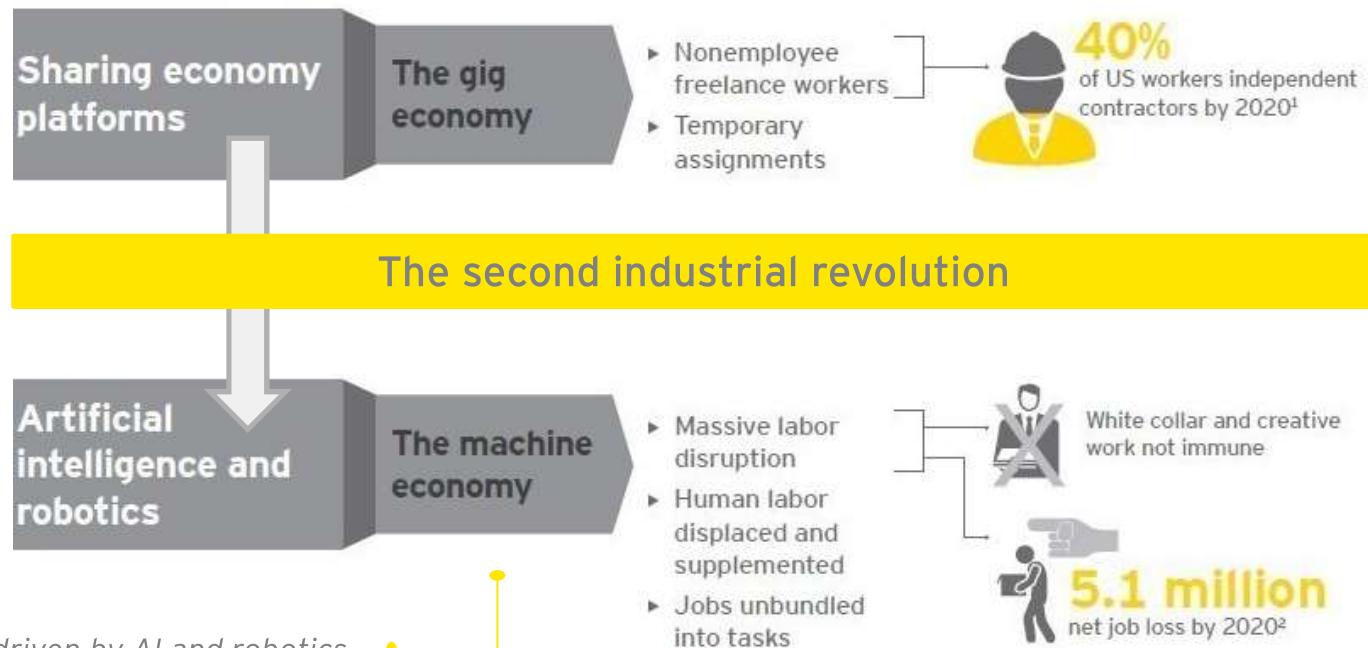 Sharing economy
platforms
The gig
economy
▸ Nonemployee
freelance workers
▸ Temporary
assignments
40%
of US workers independent
contractors by 2020¹
The second industrial revolution
Artificial
intelligence and
robotics
The machine
economy
▸ Massive labor
disruption
▸ Human labor
displaced and
supplemented
▸ Jobs unbundled
into tasks
White collar and creative
work not immune
5.1 million
net job loss by 2020²
driven by AI and robotics